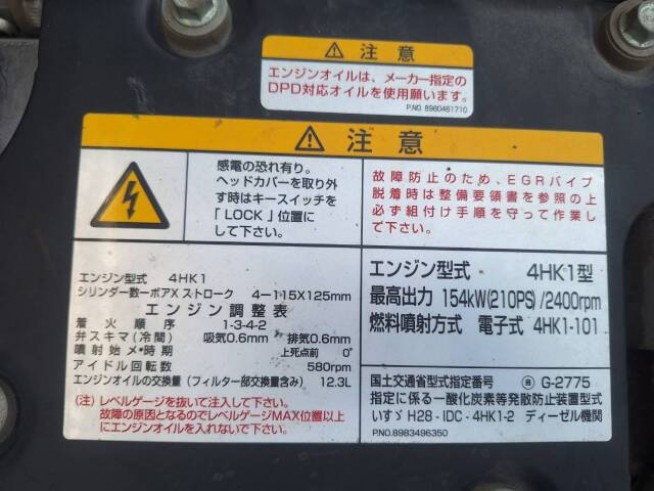 ⚠ 注意
エンジンオイルは、メーカー指定の
DPD対応オイルを使用願います。
P.NO 8980461710
⚠ 注意
感電の恐れ有り。
ヘッドカバーを取り外
す時はキースイッチを
「LOCK」位置に
して下さい。
故障防止のため、EGRパイプ
脱着時は整備要領書を参照の上
必ず組付け手順を守って作業し
て下さい。
エンジン型式 4HK1
シリンダー数ーボアX ストローク 4ー115X125mm
エンジン調整表
着火順序 1-3-4-2
弁スキマ(冷間) 吸気0.6mm 排気0.6mm
噴射始メ時期 上死点前 0°
アイドル回転数 580rpm
エンジンオイルの交換量(フィルター部交換量含み) 12.3L
(注)レベルゲージを抜いて注入して下さい。
故障の原因となるのでレベルゲージMAX位置以上
にエンジンオイルを入れないで下さい。
エンジン型式 4HK1型
最高出力 154kW(210PS)/2400rpm
燃料噴射方式 電子式 4HK1-101
国土交通省型式指定番号 G-2775
指定に係る一酸化炭素等発散防止装置型式
いすゞ H28・IDC・4HK1-2 ディーゼル機関
P.NO.8983496350